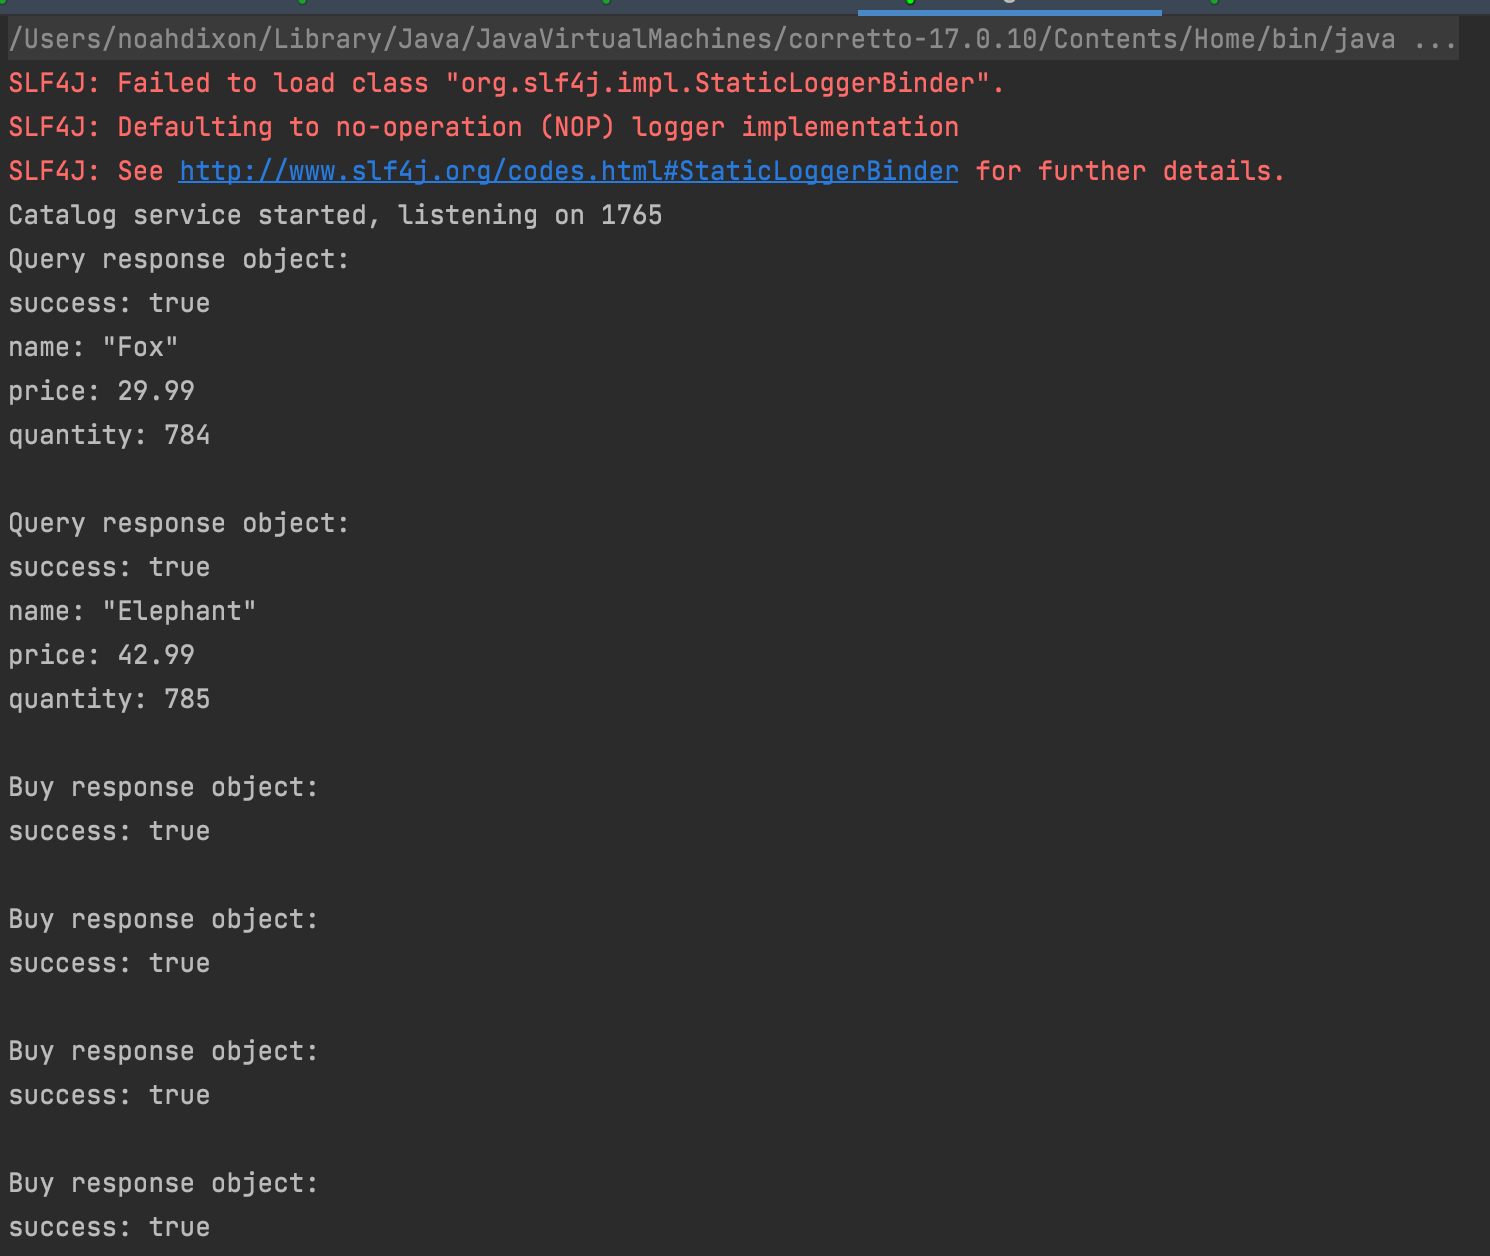 /Users/noahdixon/Library/Java/JavaVirtualMachines/corretto-17.0.10/Contents/Home/bin/java ...
SLF4J: Failed to load class "org.slf4j.impl.StaticLoggerBinder".
SLF4J: Defaulting to no-operation (NOP) logger implementation
SLF4J: See http://www.slf4j.org/codes.html#StaticLoggerBinder for further details.
Catalog service started, listening on 1765
Query response object:
success: true
name: "Fox"
price: 29.99
quantity: 784
Query response object:
success: true
name: "Elephant"
price: 42.99
quantity: 785
Buy response object:
success: true
Buy response object:
success: true
Buy response object:
success: true
Buy response object:
success: true